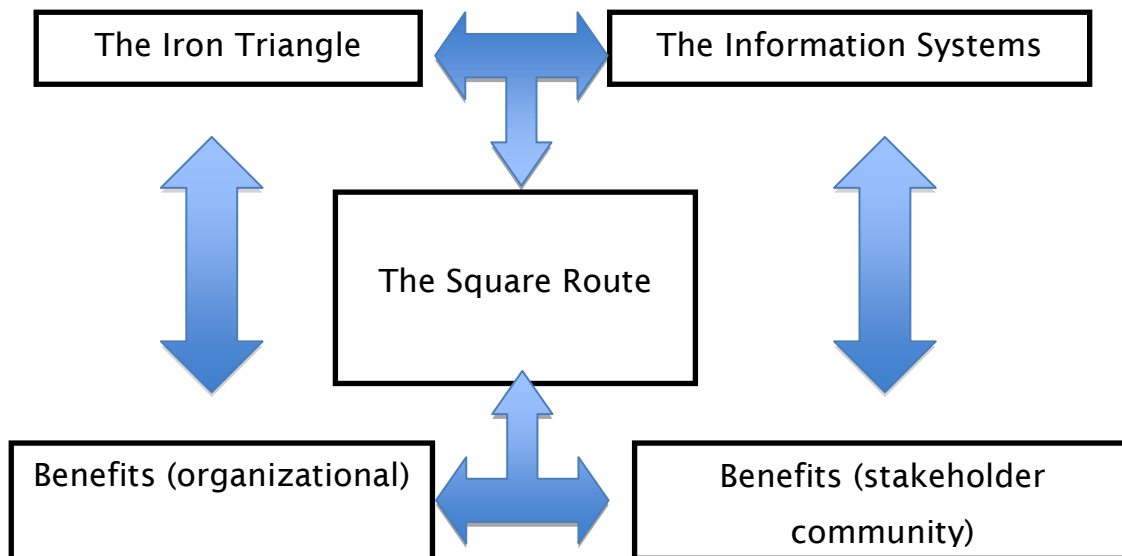 The Iron Triangle
The Information Systems
The Square Route
Benefits (organizational)
Benefits (stakeholder
community)